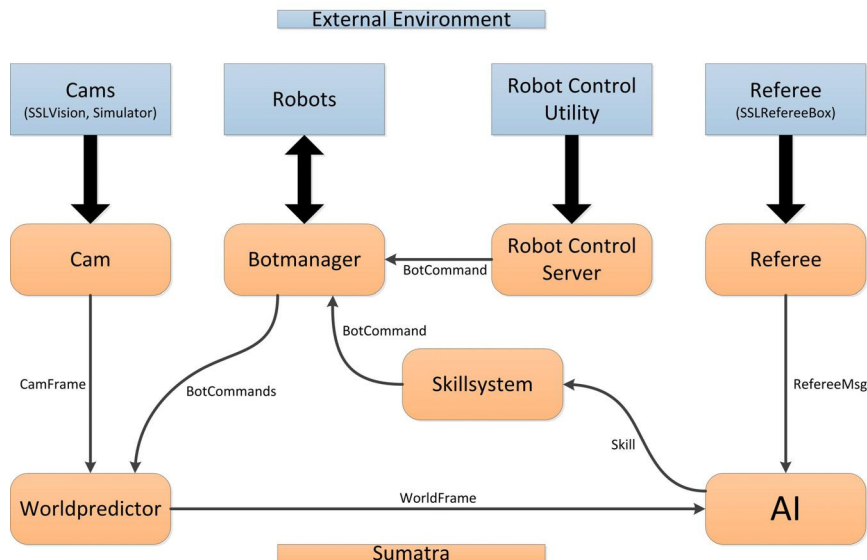 External Environment
Cams
(SSLVision, Simulator)
Robots
Robot Control
Utility
Referee
(SSLRefereeBox)
Cam
Botmanager
BotCommand
Robot Control
Server
Referee
BotCommand
CamFrame
BotCommands
Skillsystem
RefereeMsg
Skill
Worldpredictor
WorldFrame
AI
Sumatra